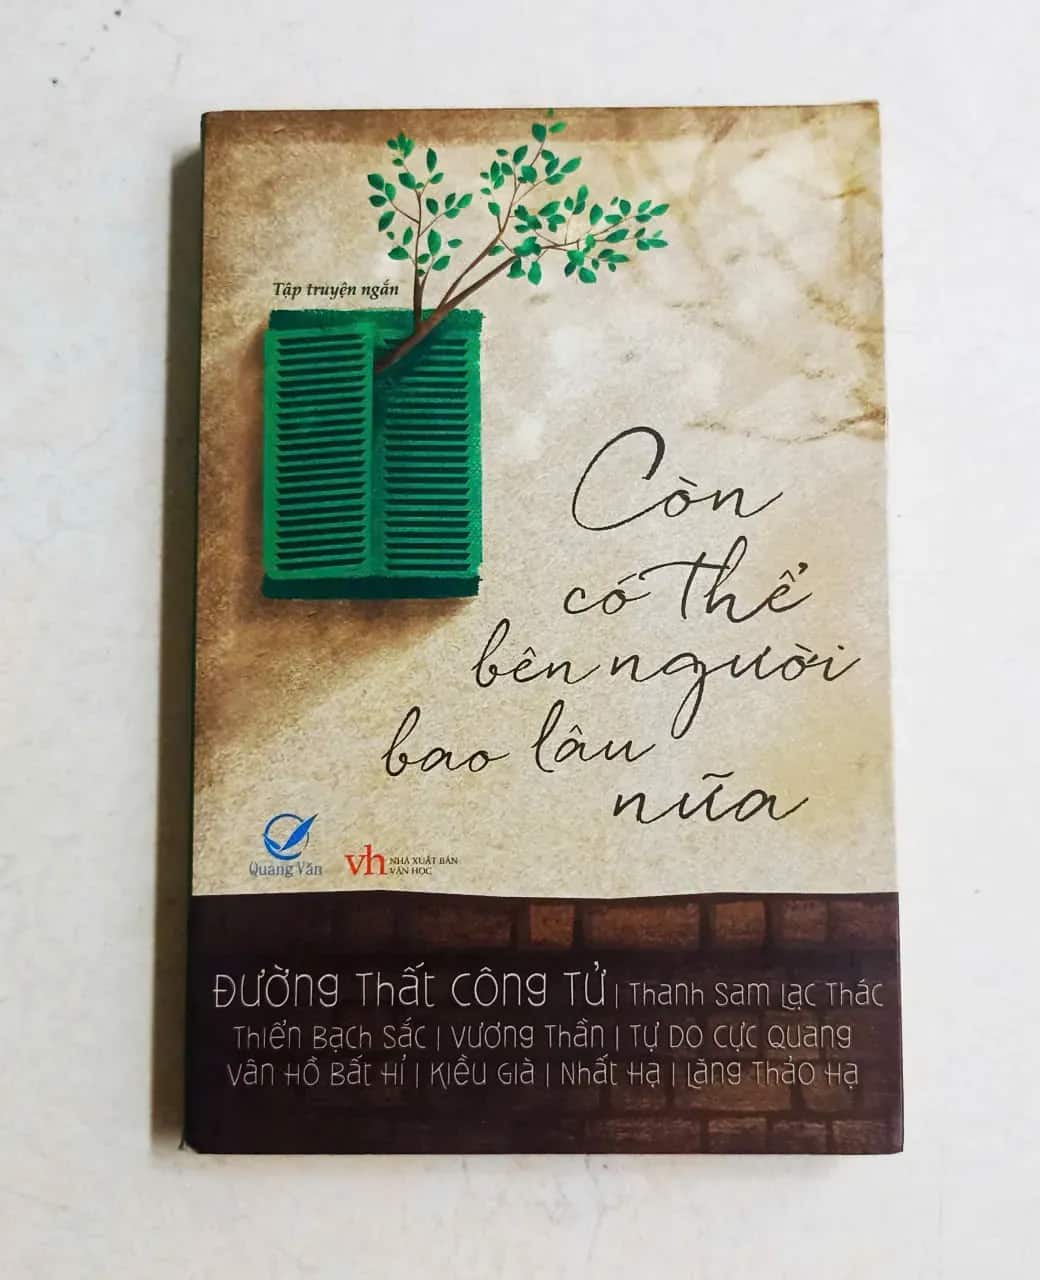 Tập truyện ngắn
Còn
có thể
bên người
bao lâu
nữa
Quang Văn
vh NHÀ XUẤT BẢN
VĂN HỌC
ĐƯỜNG THẤT CÔNG TỬ | THANH SAM LẠC THÁC
THIỂN BẠCH SẮC | VƯƠNG THẦN | TỰ DO CỰC QUANG
VÂN HỒ BẤT HỈ | KIỀU GIÀ | NHẤT HẠ | LĂNG THẢO HẠ